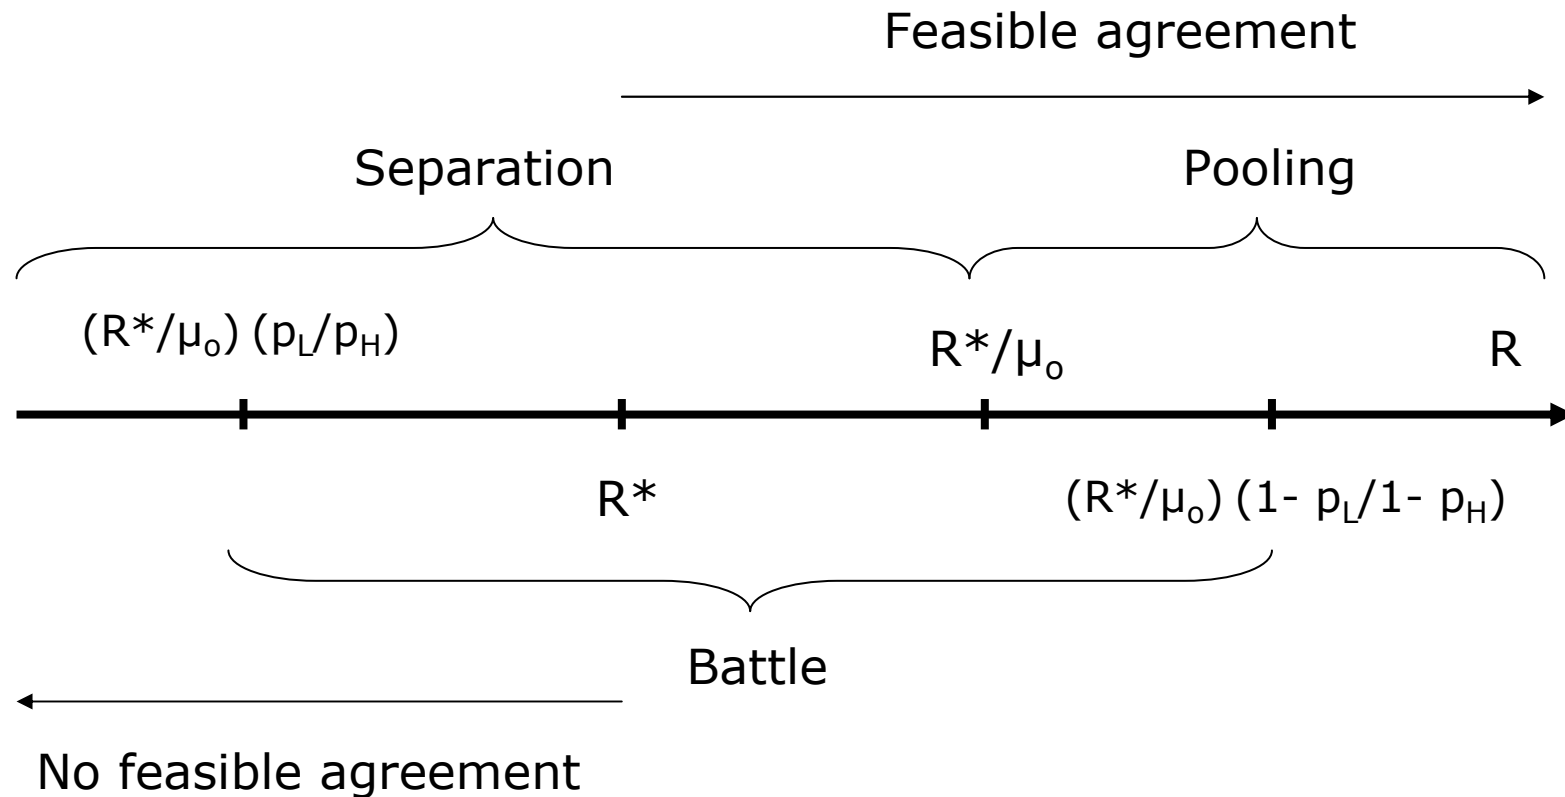 Feasible agreement
Separation
Pooling
(R*/μo) (pL/pH)
R*/μo
R
R*
(R*/μo) (1- pL/1- pH)
Battle
No feasible agreement